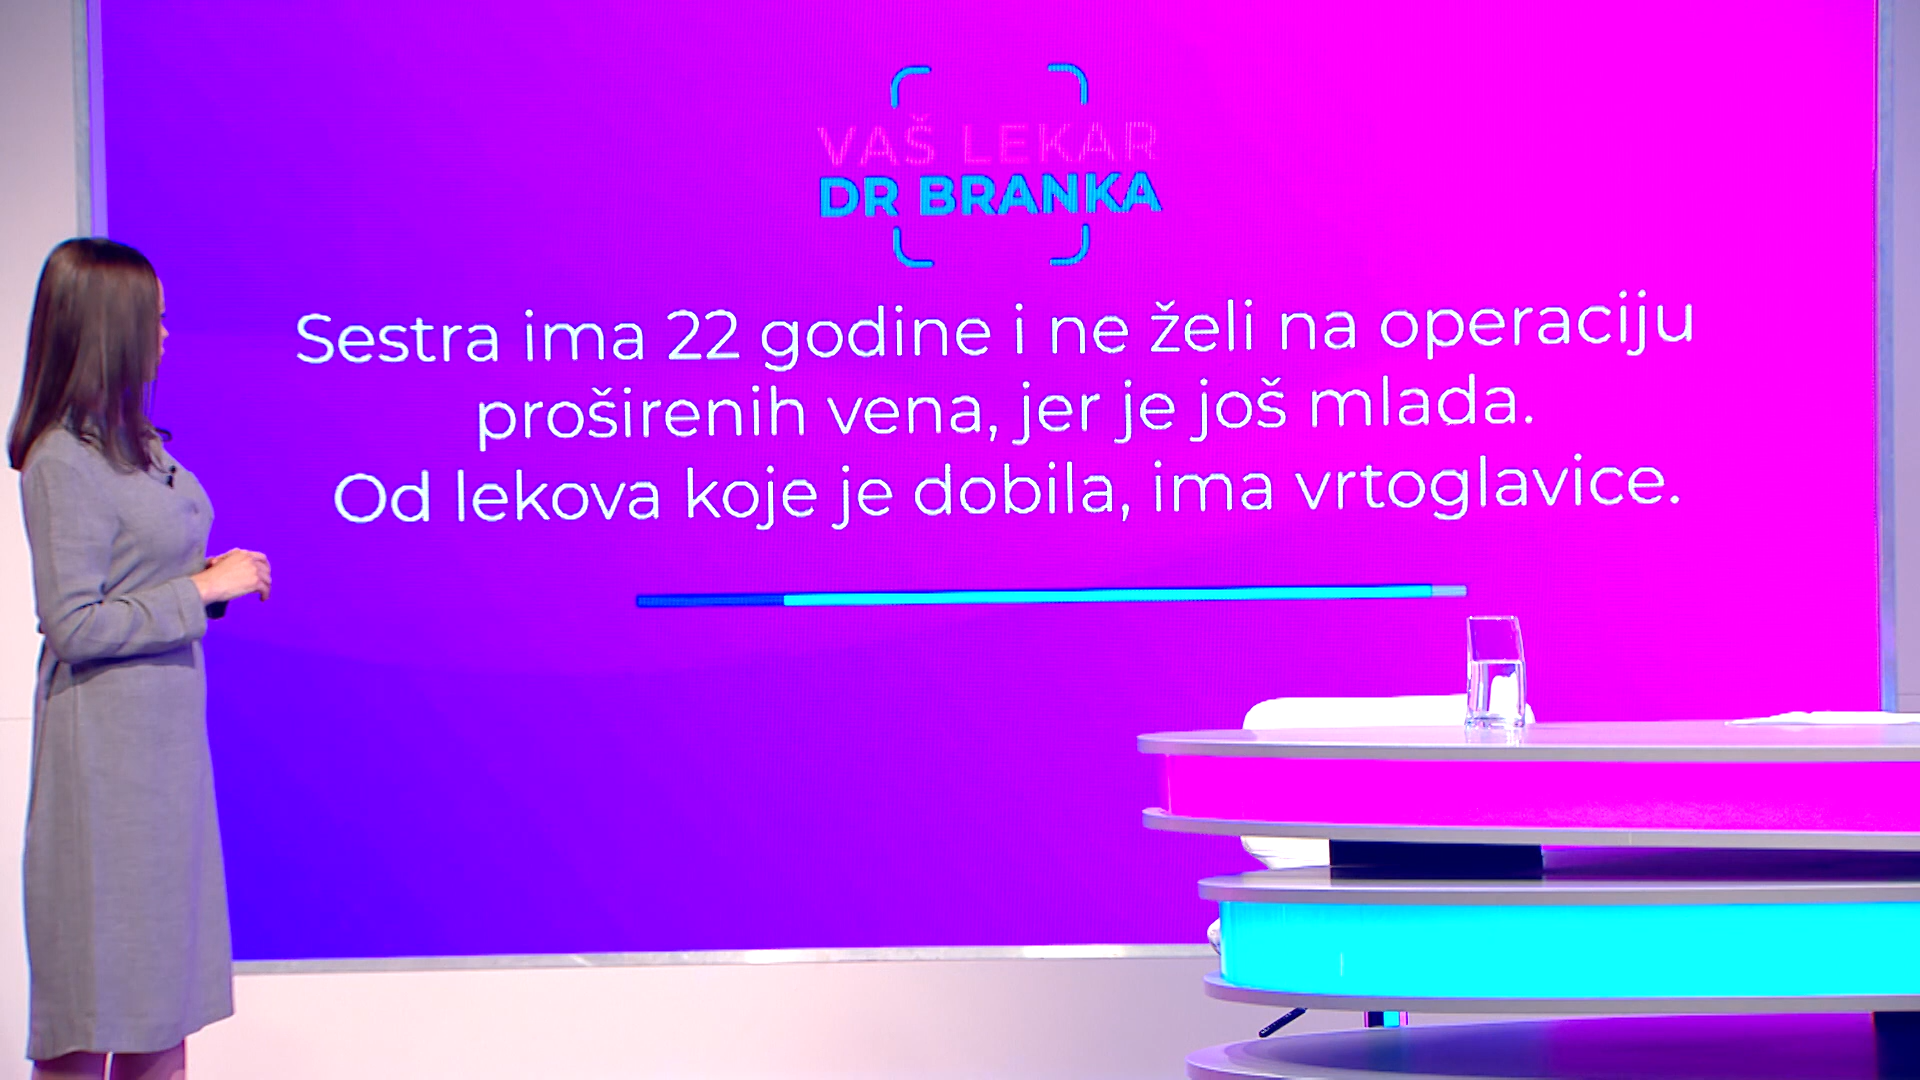 VAŠ LEKAR
DR BRANKA
Sestra ima 22 godine i ne želi na operaciju
proširenih vena, jer je još mlada.
Od lekova koje je dobila, ima vrtoglavice.